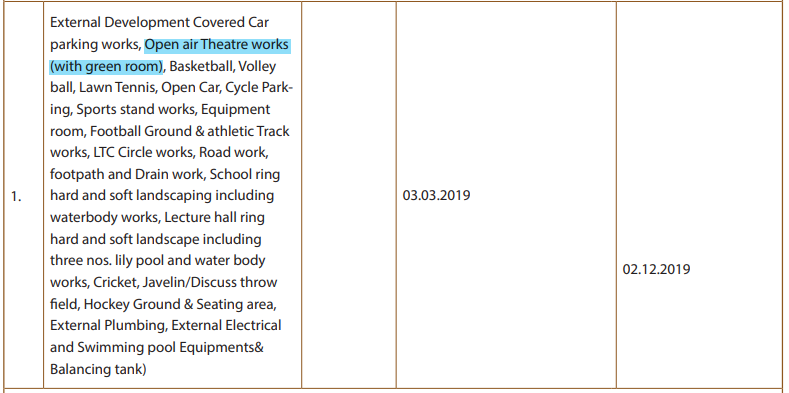 External Development Covered Car
parking works, Open air Theatre works
(with green room), Basketball, Volley
ball, Lawn Tennis, Open Car, Cycle Park-
ing, Sports stand works, Equipment
room, Football Ground & athletic Track
works, LTC Circle works, Road work,
footpath and Drain work, School ring
hard and soft landscaping including
1.
03.03.2019
waterbody works, Lecture hall ring
hard and soft landscape including
three nos. lily pool and water body
02.12.2019
works, Cricket, Javelin/Discuss throw
field, Hockey Ground & Seating area,
External Plumbing, External Electrical
and Swimming pool Equipments&
Balancing tank)